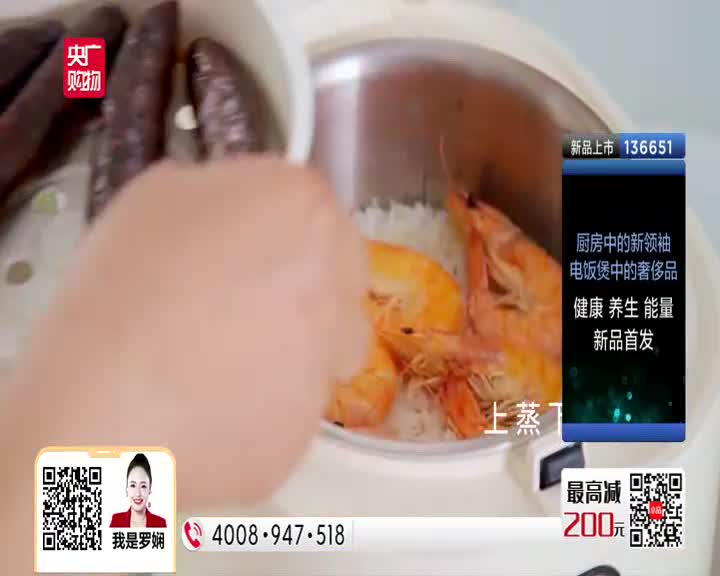 央广
购物
新品上市 136651
厨房中的新领袖
电饭煲中的奢侈品
健康 养生 能量
新品首发
上蒸
我是罗娴
4008·947·518
最高减
200元